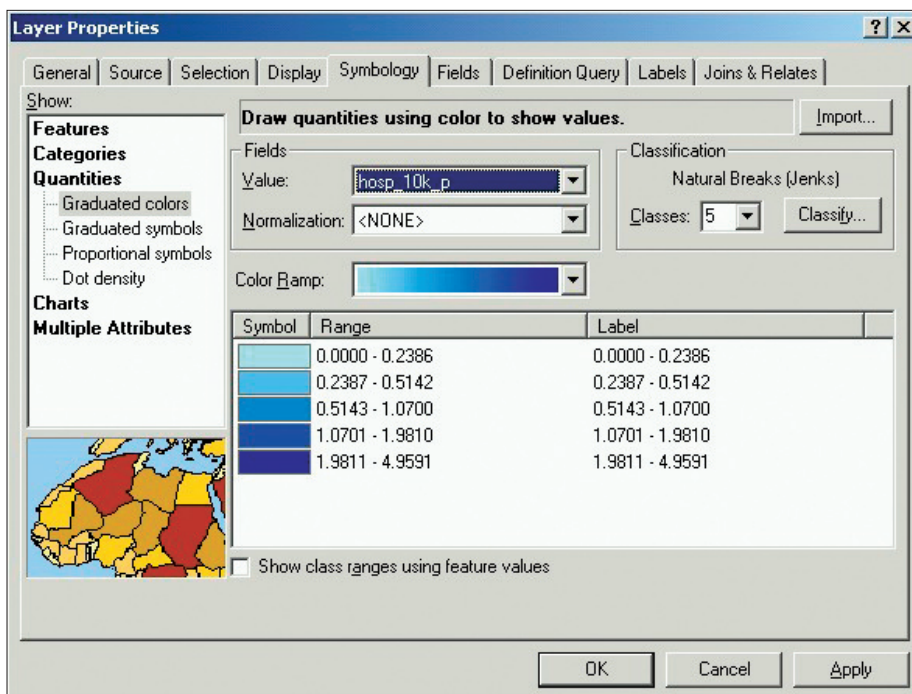 Layer Properties
General Source Selection Display Symbology Fields Definition Query Labels Joins & Relates
Show:
Features
Categories
Quantities
Graduated colors
Graduated symbols
Proportional symbols
Dot density
Charts
Multiple Attributes
Draw quantities using color to show values.
Import...
Fields
Value: hosp_10k_p
Normalization: <NONE>
Classification
Natural Breaks (Jenks)
Classes: 5 Classify...
Color Ramp:
Symbol Range Label
0.0000 - 0.2386 0.0000 - 0.2386
0.2387 - 0.5142 0.2387 - 0.5142
0.5143 - 1.0700 0.5143 - 1.0700
1.0701 - 1.9810 1.0701 - 1.9810
1.9811 - 4.9591 1.9811 - 4.9591
Show class ranges using feature values
OK Cancel Apply